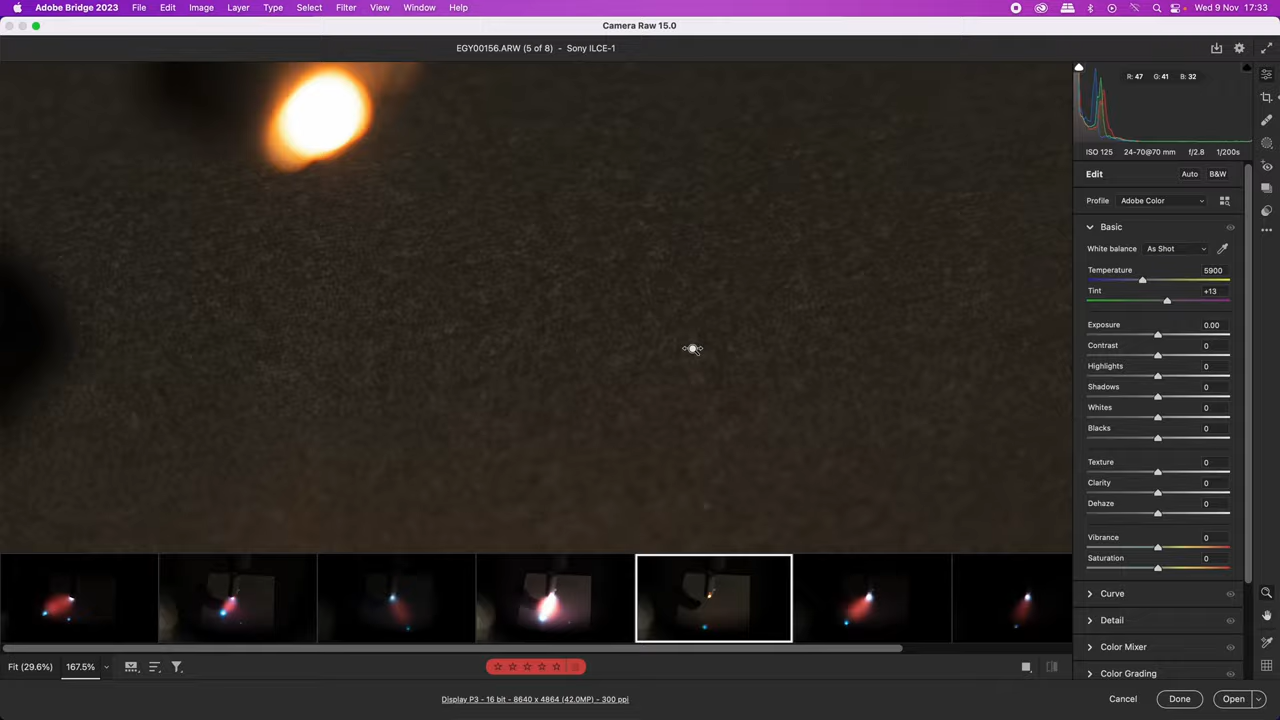 Adobe Bridge 2023 File Edit Image Layer Type Select Filter View Window Help Wed 9 Nov 17:33
Camera Raw 15.0
EGY00156.ARW (5 of 8) - Sony ILCE-1
R: 47 G: 41 B: 32
ISO 125 24-70@70 mm f/2.8 1/200s
Edit Auto B&W
Profile Adobe Color
Basic
White balance As Shot
Temperature 5900
Tint +13
Exposure 0.00
Contrast 0
Highlights 0
Shadows 0
Whites 0
Blacks 0
Texture 0
Clarity 0
Dehaze 0
Vibrance 0
Saturation 0
Curve
Detail
Color Mixer
Color Grading
Fit (29.6%) 167.5%
Display P3 - 16 bit - 8640 x 4864 (42.0MP) - 300 ppi
Cancel Done Open